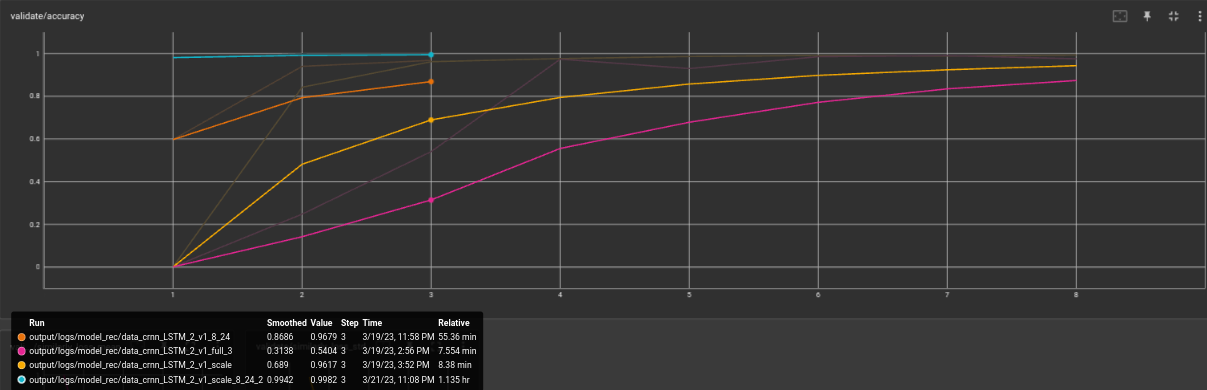 validate/accuracy
1
0.8
0.6
0.4
0.2
0
1 2 3 4 5 6 7 8
Run Smoothed Value Step Time Relative
output/logs/model_rec/data_crnn_LSTM_2_v1_8_24 0.8686 0.9679 3 3/19/23, 11:58 PM 55.36 min
output/logs/model_rec/data_crnn_LSTM_2_v1_full_3 0.3138 0.5404 3 3/19/23, 2:56 PM 7.554 min
output/logs/model_rec/data_crnn_LSTM_2_v1_scale 0.689 0.9617 3 3/19/23, 3:52 PM 8.38 min
output/logs/model_rec/data_crnn_LSTM_2_v1_scale_8_24_2 0.9942 0.9982 3 3/21/23, 11:08 PM 1.135 hr